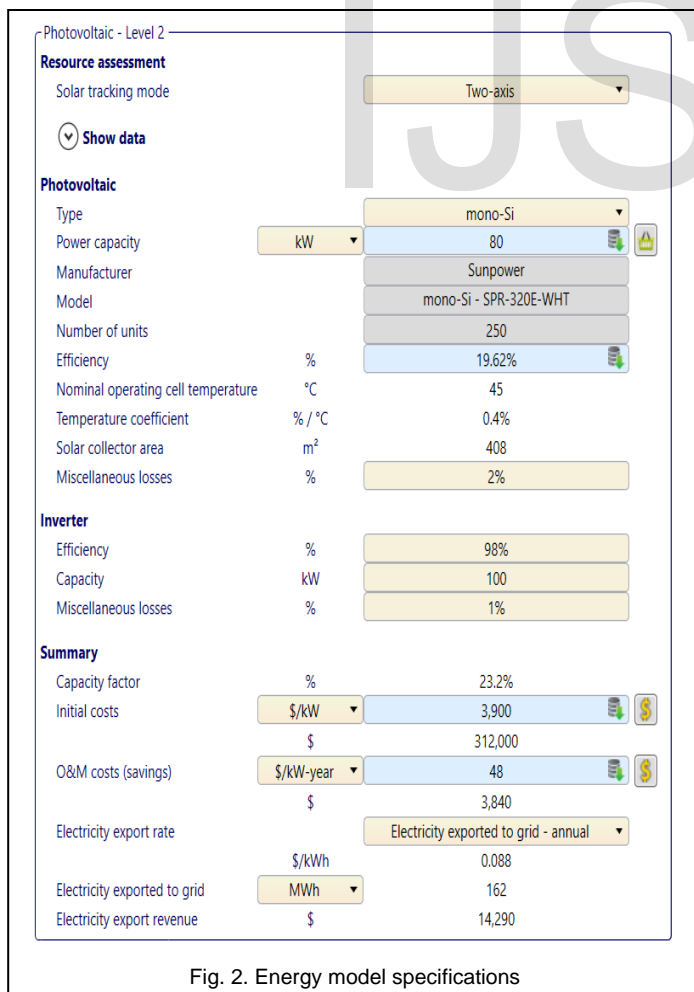 IJS
Photovoltaic - Level 2
Resource assessment
Solar tracking mode Two-axis
Show data
Photovoltaic
Type mono-Si
Power capacity kW 80
Manufacturer Sunpower
Model mono-Si - SPR-320E-WHT
Number of units 250
Efficiency % 19.62%
Nominal operating cell temperature °C 45
Temperature coefficient % / °C 0.4%
Solar collector area m² 408
Miscellaneous losses % 2%
Inverter
Efficiency % 98%
Capacity kW 100
Miscellaneous losses % 1%
Summary
Capacity factor % 23.2%
Initial costs $/kW 3,900 $
$ 312,000
O&M costs (savings) $/kW-year 48 $
$ 3,840
Electricity export rate Electricity exported to grid - annual
$/kWh 0.088
Electricity exported to grid MWh 162
Electricity export revenue $ 14,290
Fig. 2. Energy model specifications